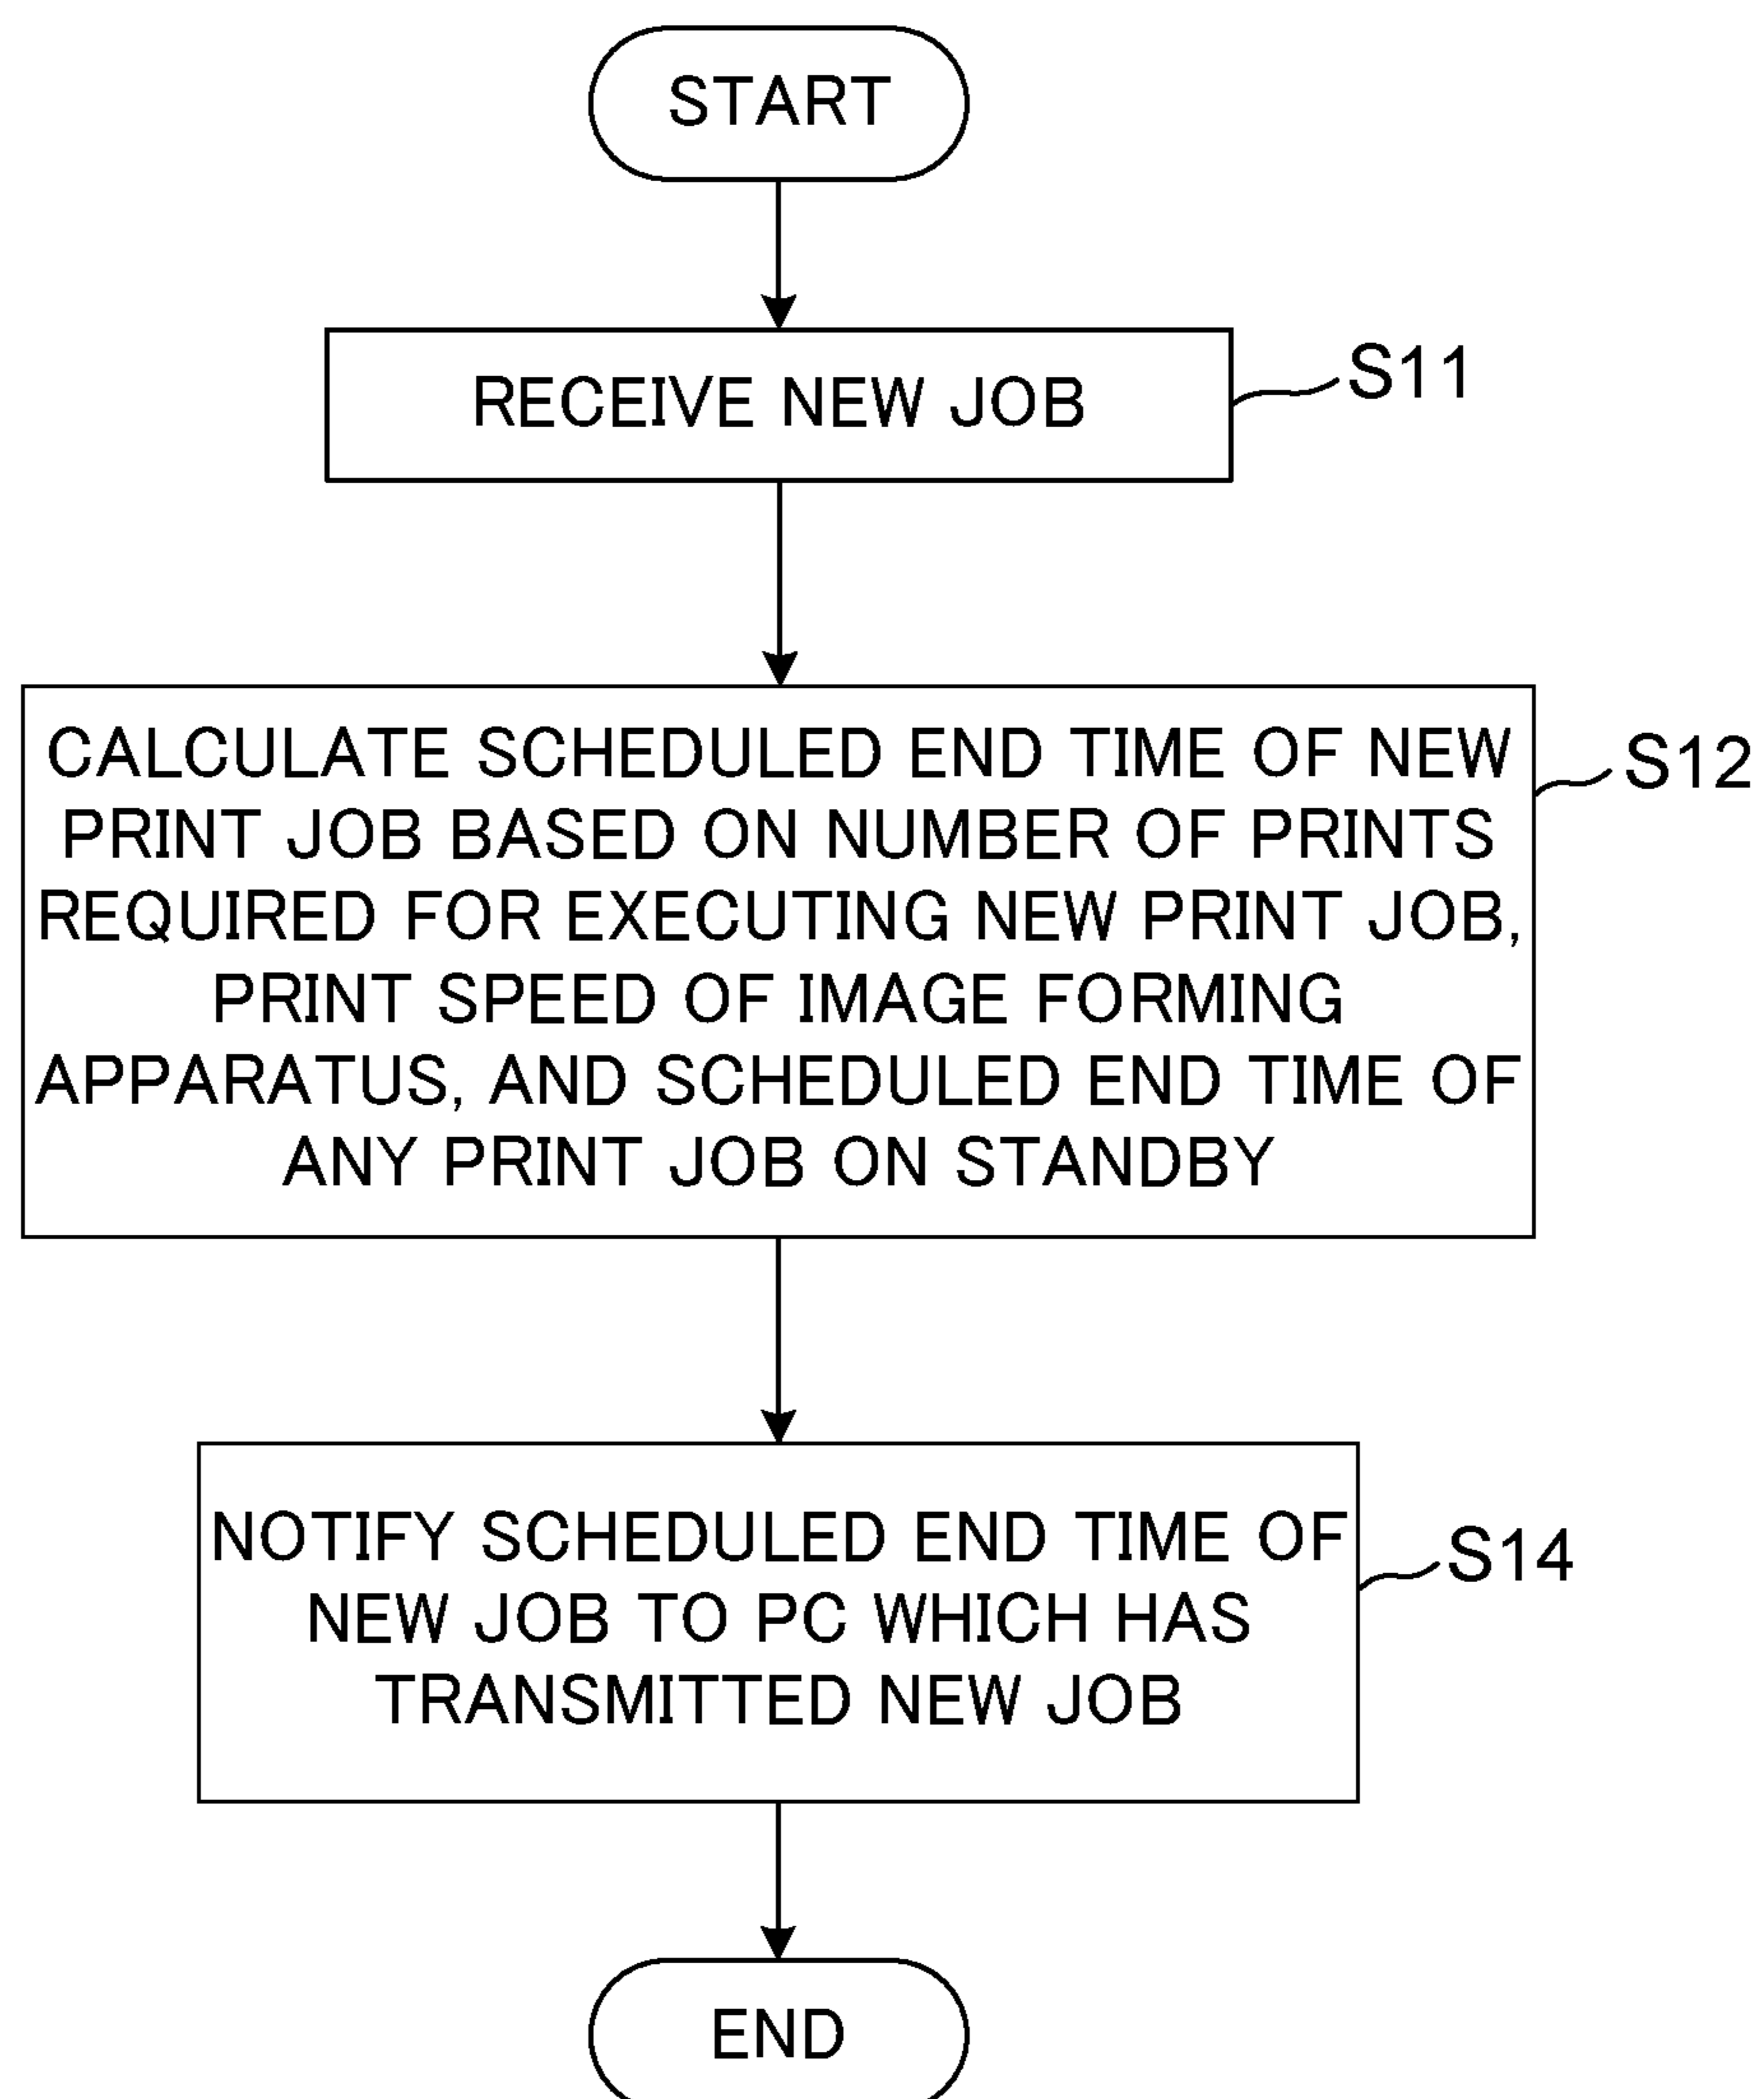 START
RECEIVE NEW JOB
S11
CALCULATE SCHEDULED END TIME OF NEW
PRINT JOB BASED ON NUMBER OF PRINTS
REQUIRED FOR EXECUTING NEW PRINT JOB,
PRINT SPEED OF IMAGE FORMING
APPARATUS, AND SCHEDULED END TIME OF
ANY PRINT JOB ON STANDBY
S12
NOTIFY SCHEDULED END TIME OF
NEW JOB TO PC WHICH HAS
TRANSMITTED NEW JOB
S14
END